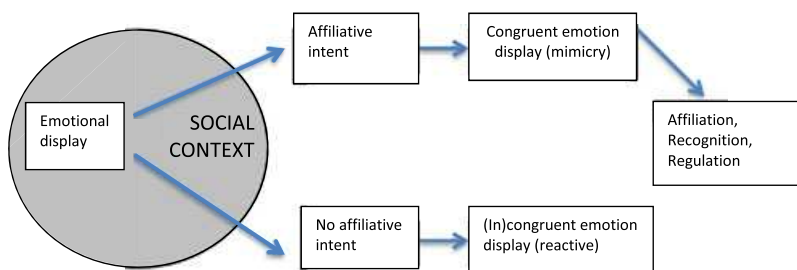 Emotional
display
SOCIAL
CONTEXT
Affiliative
intent
Congruent emotion
display (mimicry)
Affiliation,
Recognition,
Regulation
No affiliative
intent
(In)congruent emotion
display (reactive)